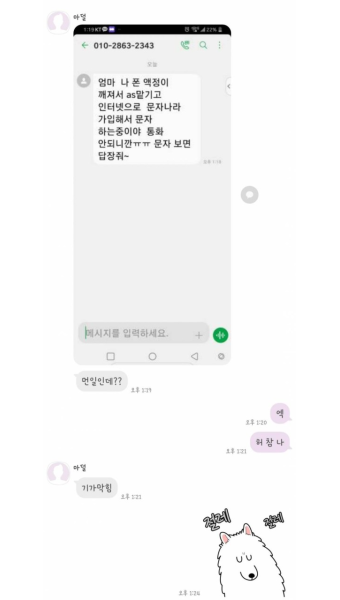 아덜
1:19 KT
22%
010-2863-2343
오늘
엄마 나 폰 액정이
깨져서 as맡기고
인터넷으로 문자나라
가입해서 문자
하는중이야 통화
안되니깐ㅠㅠ 문자 보면
답장줘~
오후 1:18
메시지를 입력하세요.
먼일인데??
오후 1:19
엑
오후 1:20
허 참 나
오후 1:21
아덜
기가막힘
오후 1:21
절레
절레
오후 1:26